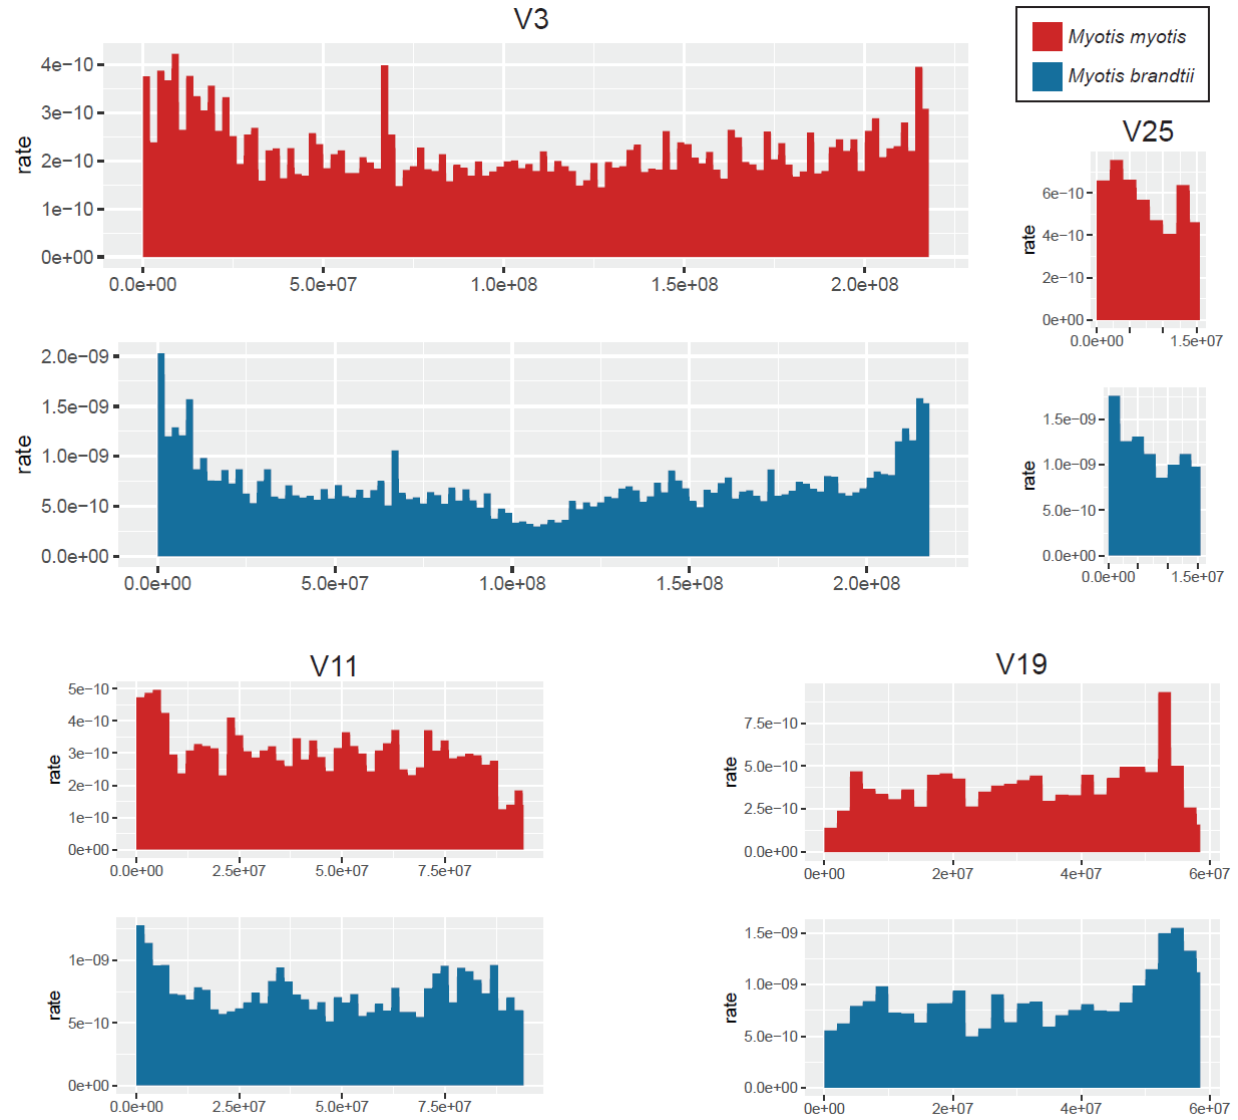 V3
Myotis myotis
Myotis brandtii
rate
4e−10
3e−10
2e−10
1e−10
0e+00
0.0e+00 5.0e+07 1.0e+08 1.5e+08 2.0e+08
V25
rate
6e−10
4e−10
2e−10
0e+00
0.0e+00 1.5e+07
rate
2.0e−09
1.5e−09
1.0e−09
5.0e−10
0.0e+00
0.0e+00 5.0e+07 1.0e+08 1.5e+08 2.0e+08
rate
1.5e−09
1.0e−09
5.0e−10
0.0e+00
0.0e+00 1.5e+07
V11
rate
5e−10
4e−10
3e−10
2e−10
1e−10
0e+00
0.0e+00 2.5e+07 5.0e+07 7.5e+07
V19
rate
7.5e−10
5.0e−10
2.5e−10
0.0e+00
0e+00 2e+07 4e+07 6e+07
rate
1e−09
5e−10
0e+00
0.0e+00 2.5e+07 5.0e+07 7.5e+07
rate
1.5e−09
1.0e−09
5.0e−10
0.0e+00
0e+00 2e+07 4e+07 6e+07